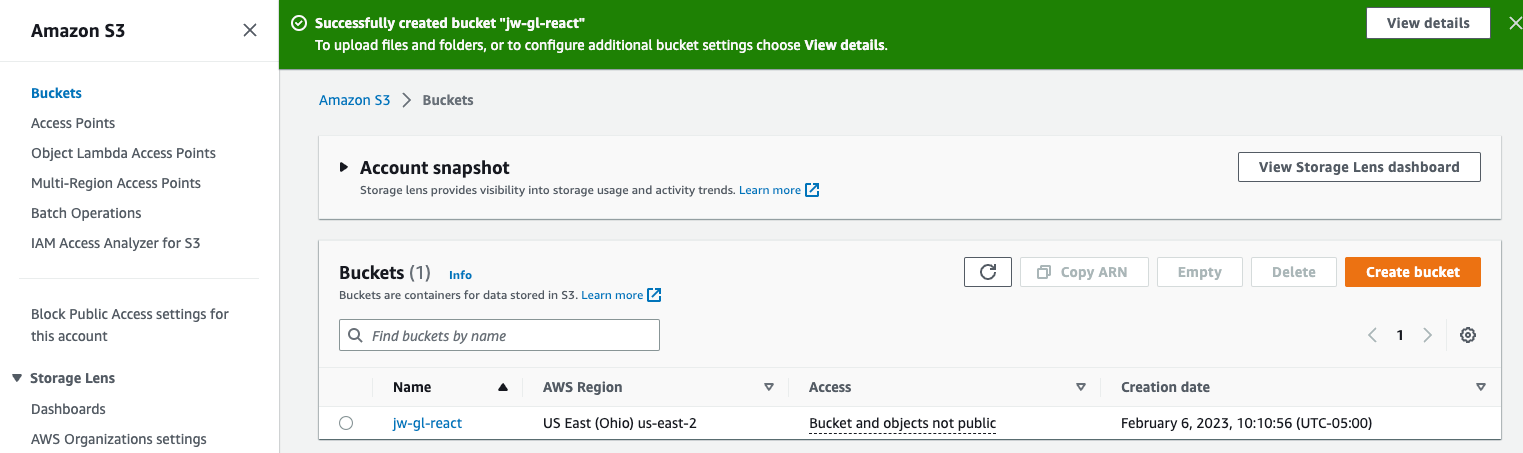 Amazon S3
Buckets
Access Points
Object Lambda Access Points
Multi-Region Access Points
Batch Operations
IAM Access Analyzer for S3
Block Public Access settings for
this account
Storage Lens
Dashboards
AWS Organizations settings
Successfully created bucket "jw-gl-react"
To upload files and folders, or to configure additional bucket settings choose View details.
View details
Amazon S3 Buckets
Account snapshot
Storage lens provides visibility into storage usage and activity trends. Learn more
View Storage Lens dashboard
Buckets (1) Info
Buckets are containers for data stored in S3. Learn more
Copy ARN Empty Delete Create bucket
Find buckets by name
1
Name AWS Region Access Creation date
jw-gl-react US East (Ohio) us-east-2 Bucket and objects not public February 6, 2023, 10:10:56 (UTC-05:00)